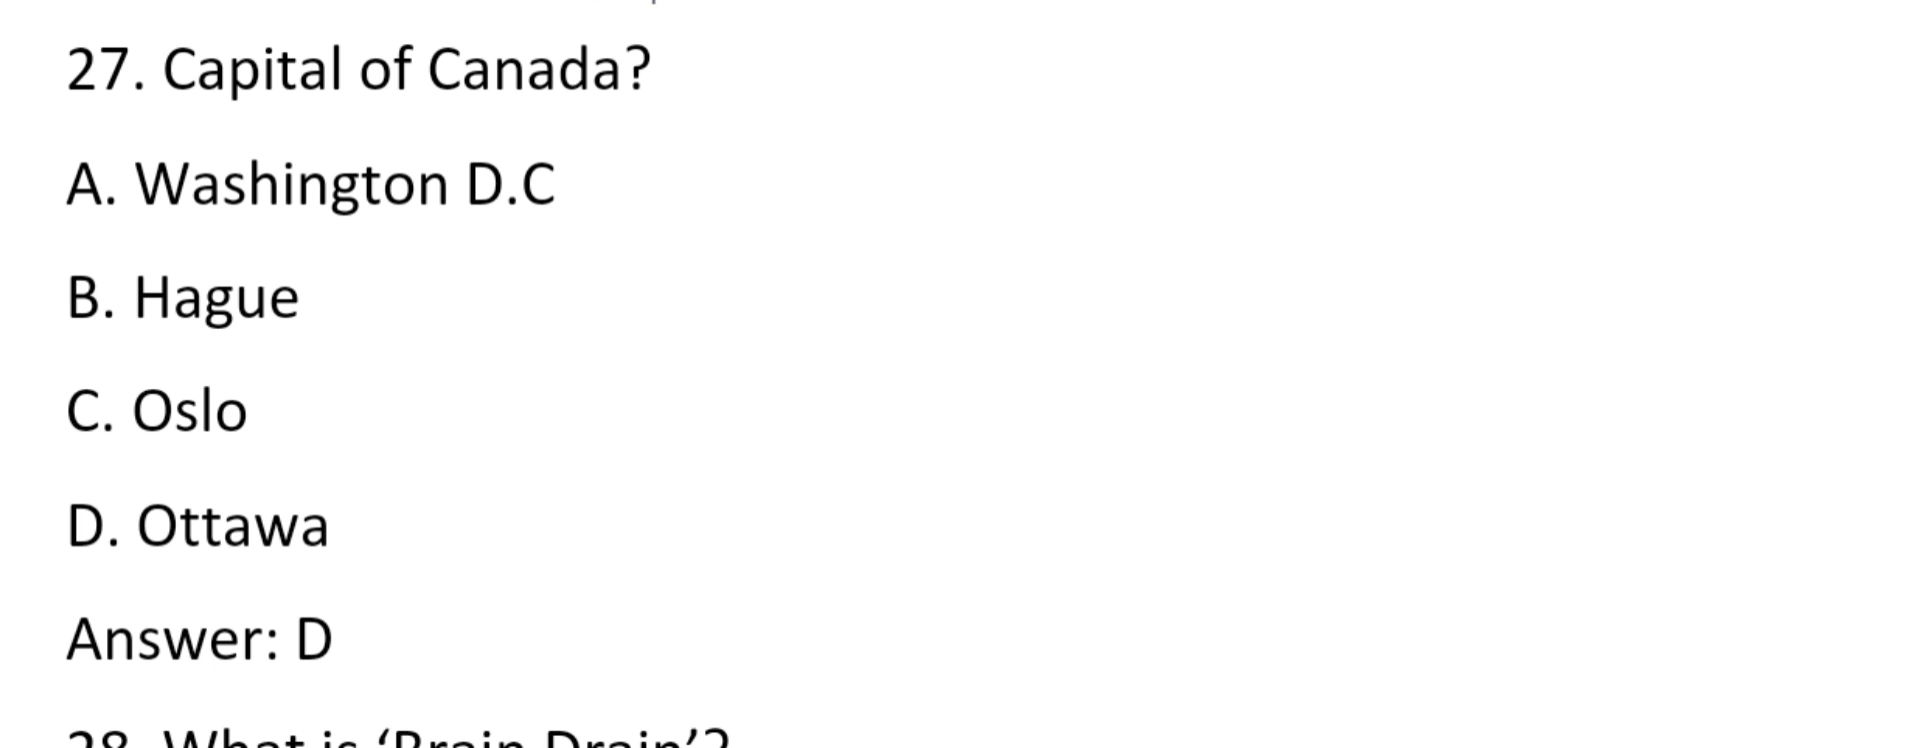 27. Capital of Canada?
A. Washington D.C
B. Hague
C. Oslo
D. Ottawa
Answer: D
28. What is ‘Brain Drain’?